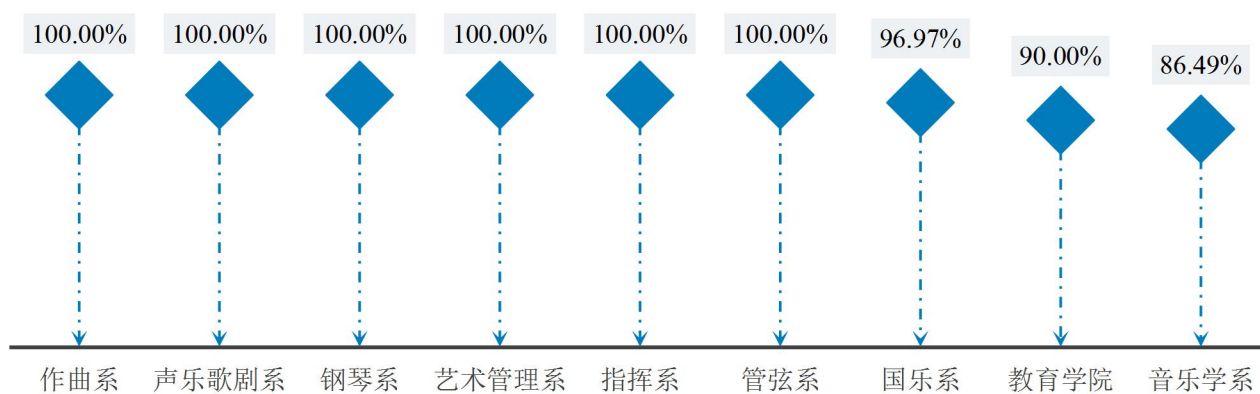 100.00% 100.00% 100.00% 100.00% 100.00% 100.00% 96.97% 90.00% 86.49%
作曲系 声乐歌剧系 钢琴系 艺术管理系 指挥系 管弦系 国乐系 教育学院 音乐学系